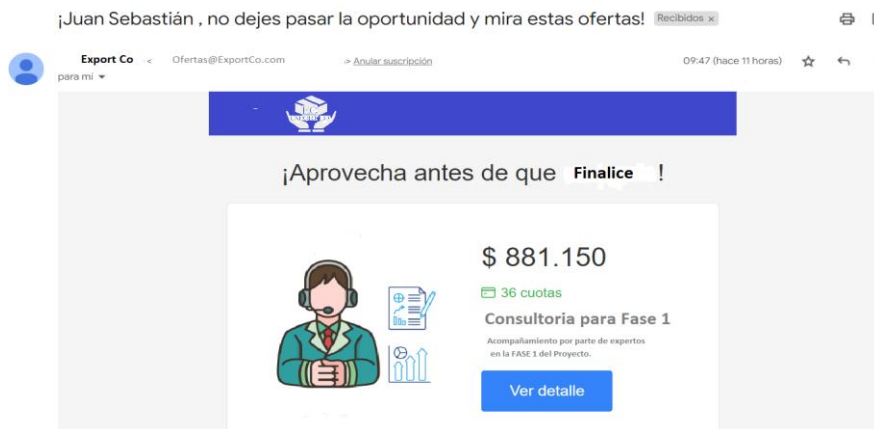 ¡Juan Sebastián , no dejes pasar la oportunidad y mira estas ofertas! Recibidos ×
Export Co < Ofertas@ExportCo.com > Anular suscripción 09:47 (hace 11 horas)
para mí
¡Aprovecha antes de que Finalice !
$ 881.150
36 cuotas
Consultoria para Fase 1
Acompañamiento por parte de expertos
en la FASE 1 del Proyecto.
Ver detalle